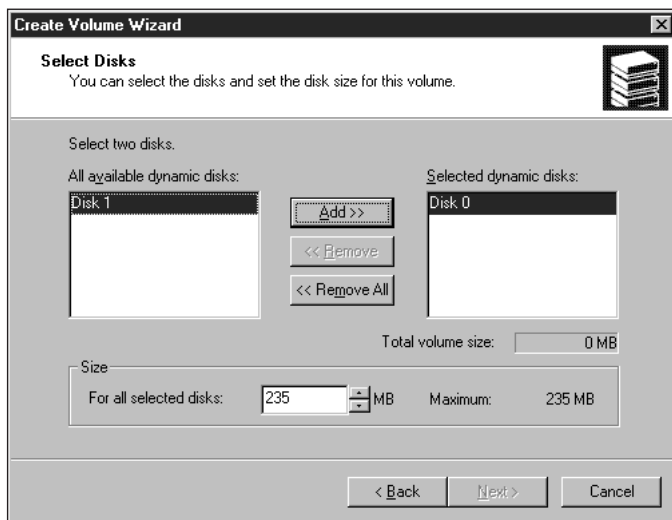 Create Volume Wizard
Select Disks
You can select the disks and set the disk size for this volume.
Select two disks.
All available dynamic disks:
Selected dynamic disks:
Disk 1
Disk 0
Add >>
<< Remove
<< Remove All
Total volume size: 0 MB
Size
For all selected disks: 235 MB Maximum: 235 MB
< Back Next > Cancel